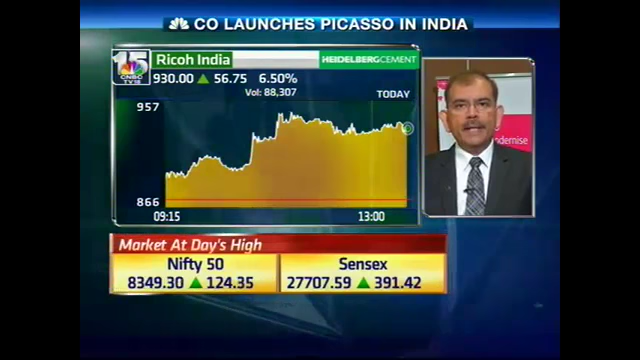 CO LAUNCHES PICASSO IN INDIA
15
CNBC
TV18
Ricoh India
HEIDELBERGCEMENT
930.00 ▲ 56.75 6.50%
Vol: 88,307
TODAY
957
866
09:15 13:00
dernise
Market At Day's High
Nifty 50 Sensex
8349.30 ▲ 124.35 27707.59 ▲ 391.42